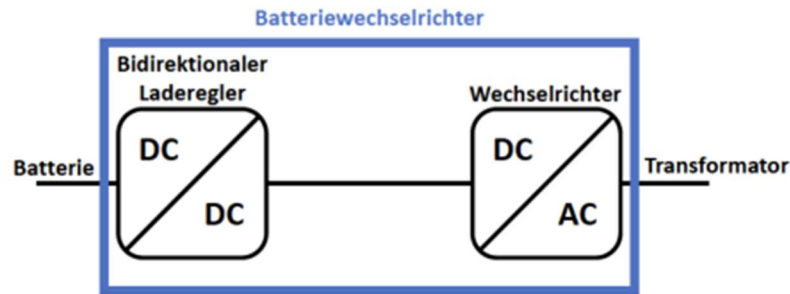 Batteriewechselrichter
Bidirektionaler
Laderegler
Wechselrichter
Batterie
DC
DC
DC
AC
Transformator